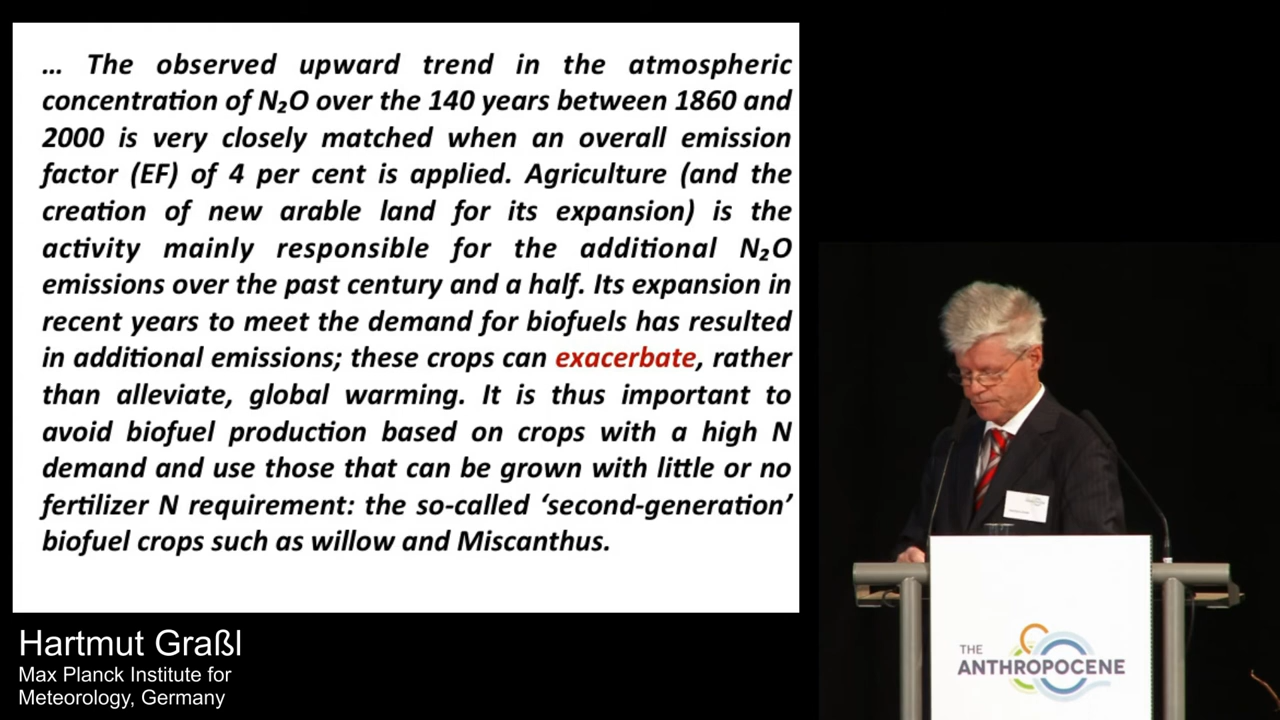 … The observed upward trend in the atmospheric
concentration of N₂O over the 140 years between 1860 and
2000 is very closely matched when an overall emission
factor (EF) of 4 per cent is applied. Agriculture (and the
creation of new arable land for its expansion) is the
activity mainly responsible for the additional N₂O
emissions over the past century and a half. Its expansion in
recent years to meet the demand for biofuels has resulted
in additional emissions; these crops can exacerbate, rather
than alleviate, global warming. It is thus important to
avoid biofuel production based on crops with a high N
demand and use those that can be grown with little or no
fertilizer N requirement: the so-called ‘second-generation’
biofuel crops such as willow and Miscanthus.
Hartmut Graßl
Max Planck Institute for
Meteorology, Germany
THE
ANTHROPOCENE